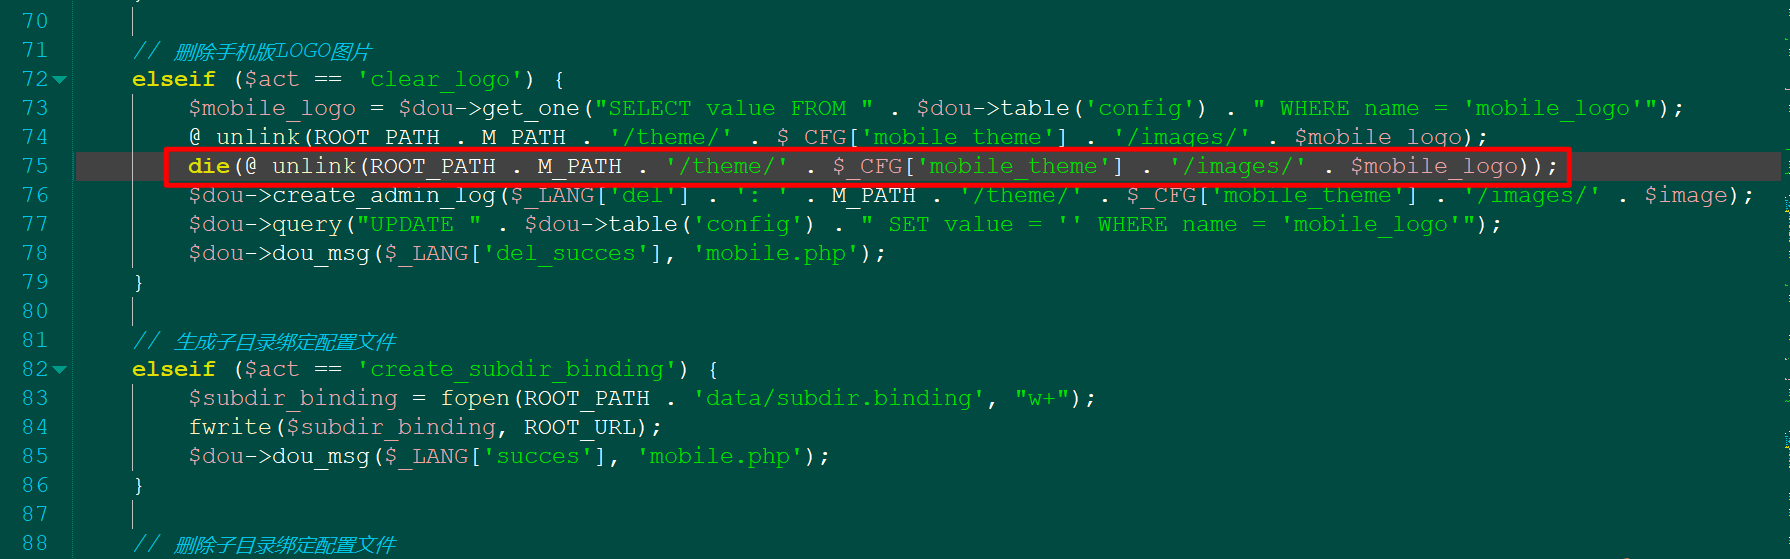 70
71 // 删除手机版LOGO图片
72 elseif ($act == 'clear_logo') {
73 $mobile_logo = $dou->get_one("SELECT value FROM " . $dou->table('config') . " WHERE name = 'mobile_logo'");
74 @ unlink(ROOT_PATH . M_PATH . '/theme/' . $_CFG['mobile_theme'] . '/images/' . $mobile_logo);
75 die(@ unlink(ROOT_PATH . M_PATH . '/theme/' . $_CFG['mobile_theme'] . '/images/' . $mobile_logo));
76 $dou->create_admin_log($_LANG['del'] . ': ' . M_PATH . '/theme/' . $_CFG['mobile_theme'] . '/images/' . $image);
77 $dou->query("UPDATE " . $dou->table('config') . " SET value = '' WHERE name = 'mobile_logo'");
78 $dou->dou_msg($_LANG['del_succes'], 'mobile.php');
79 }
80
81 // 生成子目录绑定配置文件
82 elseif ($act == 'create_subdir_binding') {
83 $subdir_binding = fopen(ROOT_PATH . 'data/subdir.binding', "w+");
84 fwrite($subdir_binding, ROOT_URL);
85 $dou->dou_msg($_LANG['succes'], 'mobile.php');
86 }
87
88 // 删除子目录绑定配置文件